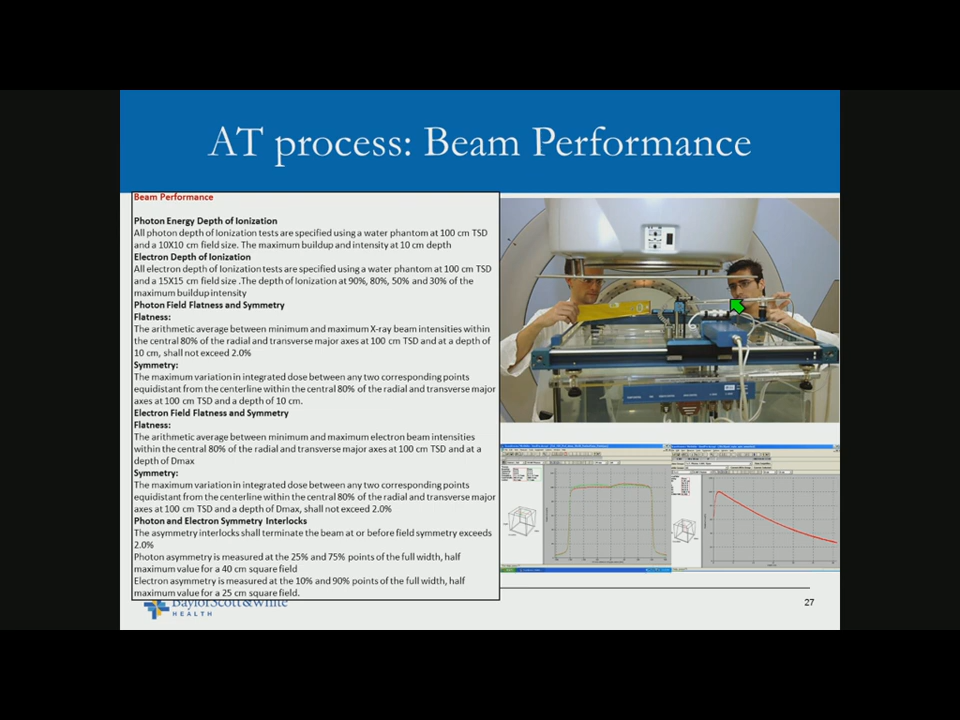 AT process: Beam Performance
Beam Performance
Photon Energy Depth of Ionization
All photon depth of Ionization tests are specified using a water phantom at 100 cm TSD
and a 10X10 cm field size. The maximum buildup and intensity at 10 cm depth
Electron Depth of Ionization
All electron depth of Ionization tests are specified using a water phantom at 100 cm TSD
and a 15X15 cm field size .The depth of Ionization at 90%, 80%, 50% and 30% of the
maximum buildup intensity
Photon Field Flatness and Symmetry
Flatness:
The arithmetic average between minimum and maximum X-ray beam intensities within
the central 80% of the radial and transverse major axes at 100 cm TSD and at a depth of
10 cm, shall not exceed 2.0%
Symmetry:
The maximum variation in integrated dose between any two corresponding points
equidistant from the centerline within the central 80% of the radial and transverse major
axes at 100 cm TSD and a depth of 10 cm.
Electron Field Flatness and Symmetry
Flatness:
The arithmetic average between minimum and maximum electron beam intensities
within the central 80% of the radial and transverse major axes at 100 cm TSD and at a
depth of Dmax
Symmetry:
The maximum variation in integrated dose between any two corresponding points
equidistant from the centerline within the central 80% of the radial and transverse major
axes at 100 cm TSD and a depth of Dmax, shall not exceed 2.0%
Photon and Electron Symmetry Interlocks
The asymmetry interlocks shall terminate the beam at or before field symmetry exceeds
2.0%
Photon asymmetry is measured at the 25% and 75% points of the full width, half
maximum value for a 40 cm square field
Electron asymmetry is measured at the 10% and 90% points of the full width, half
maximum value for a 25 cm square field.
BaylorScott&White
HEALTH
27